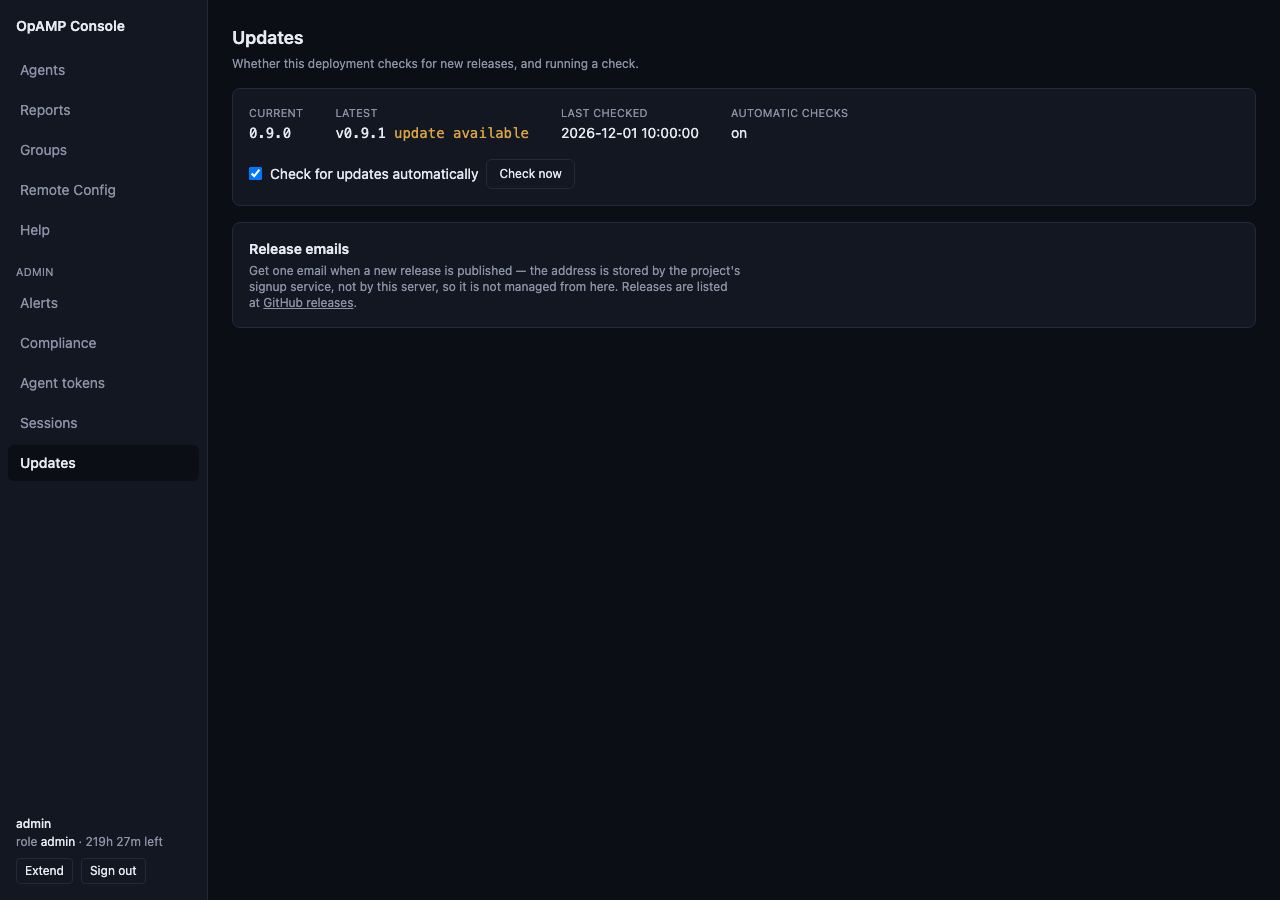 OpAMP Console
Agents
Reports
Groups
Remote Config
Help
ADMIN
Alerts
Compliance
Agent tokens
Sessions
Updates
admin
role admin · 219h 27m left
Extend
Sign out
Updates
Whether this deployment checks for new releases, and running a check.
CURRENT
0.9.0
LATEST
v0.9.1 update available
LAST CHECKED
2026-12-01 10:00:00
AUTOMATIC CHECKS
on
Check for updates automatically
Check now
Release emails
Get one email when a new release is published — the address is stored by the project's
signup service, not by this server, so it is not managed from here. Releases are listed
at GitHub releases.